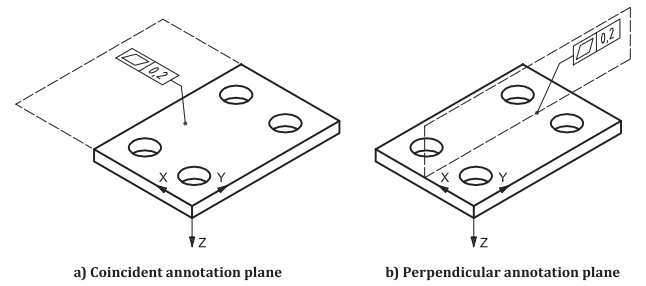 0,2
0,2
X
Y
X
Y
Z
Z
a) Coincident annotation plane
b) Perpendicular annotation plane